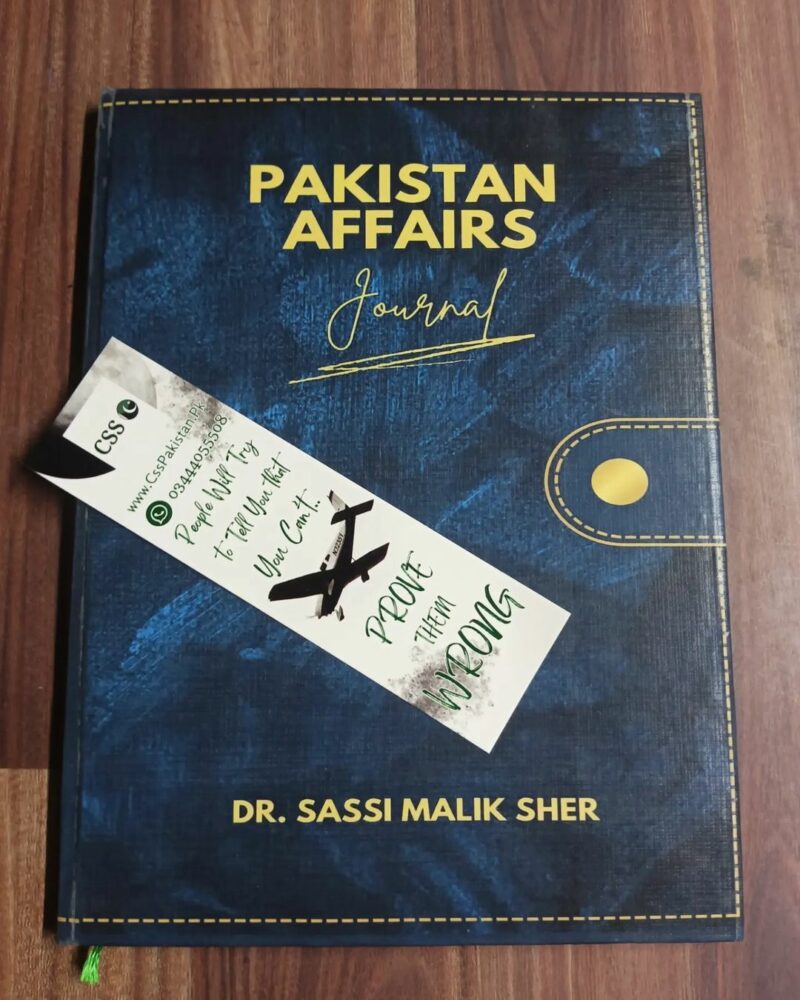 PAKISTAN
AFFAIRS
Journal
CSS
www.CssPakistan.Pk
03444055508
People Will Try
to Tell You that
You Can't..
PROVE
THEM
WRONG
DR. SASSI MALIK SHER